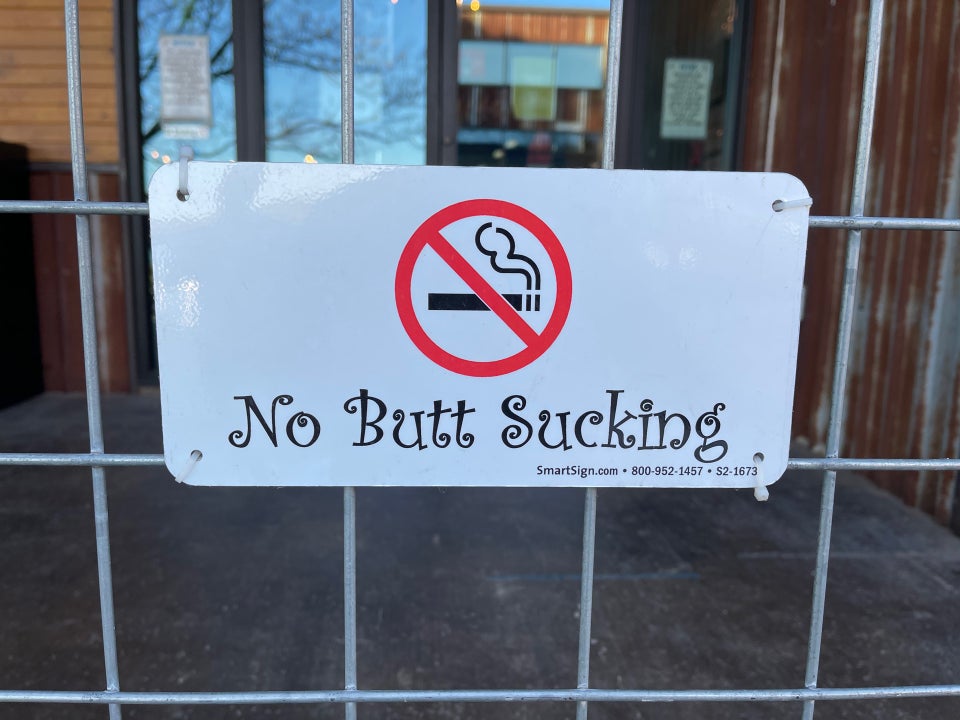 No Butt Sucking
SmartSign.com • 800-952-1457 • S2-1673